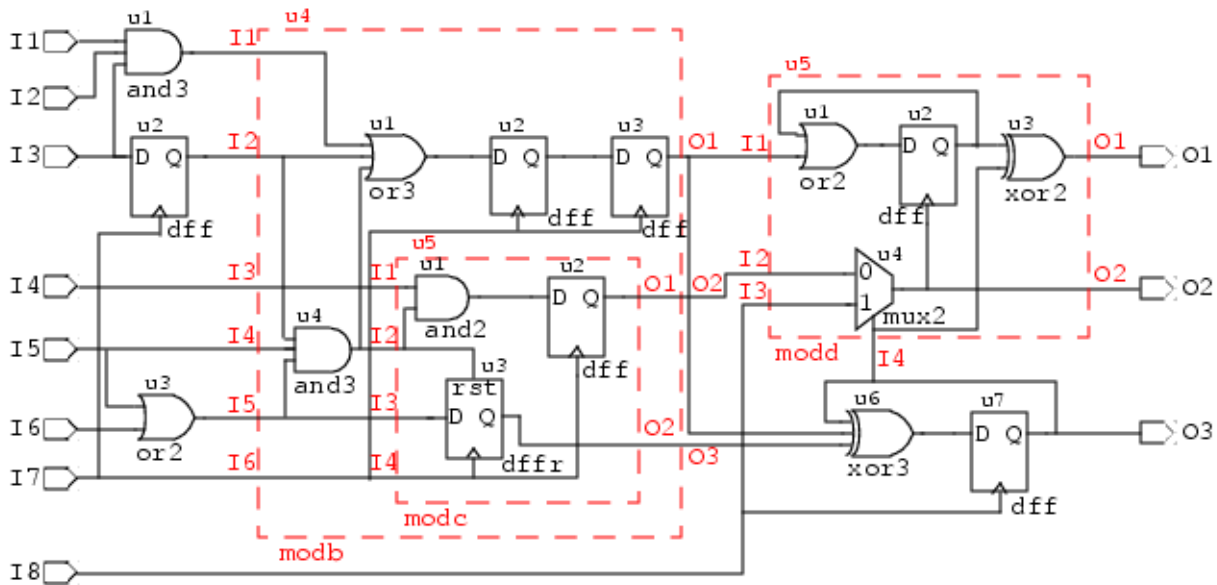 u1 u4
I1 I1 u5
I2 and3 u1 u2 u3 u1 u2 u3
I3 u2 D Q I2 or3 D Q D Q O1 I1 or2 D Q xor2 O1 O1
dff dff dff dff
u5 u4
I4 I3 I1 u1 u2 D Q O1 O2 I2 I3 0 1 O2 O2
and2 mux2
I5 I4 u4 I2 dff modd I4
u3 and3 u3 rst
I6 or2 I5 I3 D Q O2 O3 u6 u7 D Q O3
I7 I6 I4 dffr xor3
modc dff
modb
I8